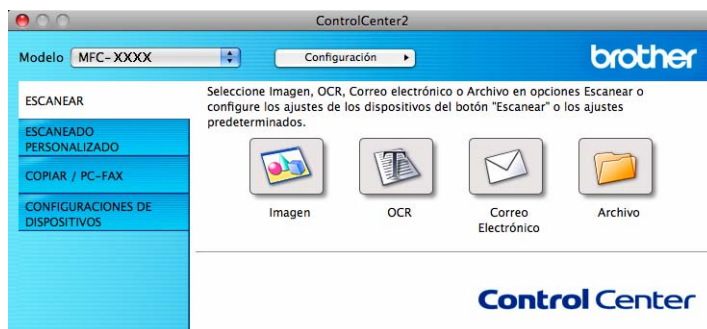 ControlCenter2
Modelo MFC-XXXX Configuración brother
ESCANEAR
ESCANEADO
PERSONALIZADO
COPIAR / PC-FAX
CONFIGURACIONES DE
DISPOSITIVOS
Seleccione Imagen, OCR, Correo electrónico o Archivo en opciones Escanear o
configure los ajustes de los dispositivos del botón "Escanear" o los ajustes
predeterminados.
Imagen OCR Correo Archivo
Electrónico
Control Center